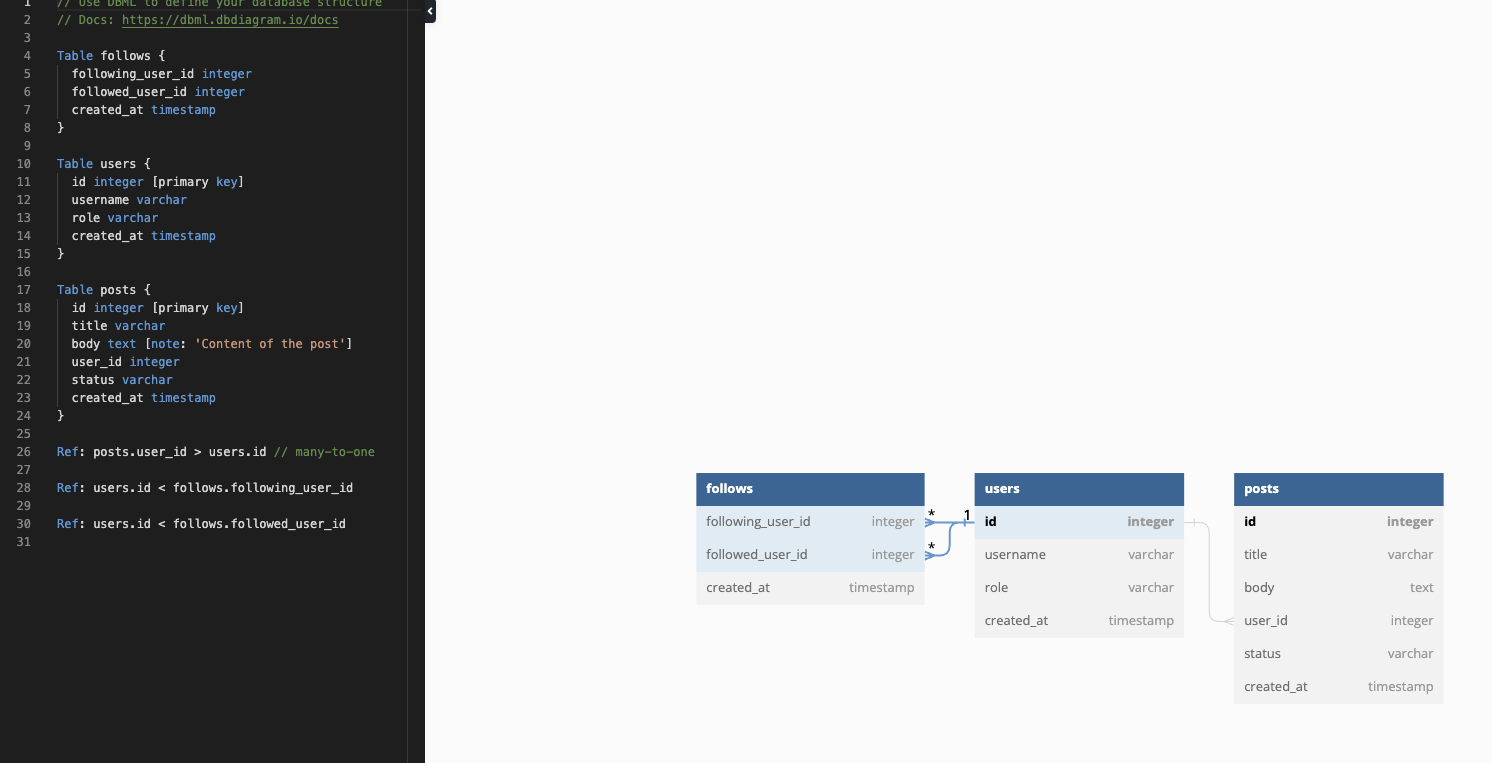 1 // Use DBML to define your database structure
2 // Docs: https://dbml.dbdiagram.io/docs
3
4 Table follows {
5 following_user_id integer
6 followed_user_id integer
7 created_at timestamp
8 }
9
10 Table users {
11 id integer [primary key]
12 username varchar
13 role varchar
14 created_at timestamp
15 }
16
17 Table posts {
18 id integer [primary key]
19 title varchar
20 body text [note: 'Content of the post']
21 user_id integer
22 status varchar
23 created_at timestamp
24 }
25
26 Ref: posts.user_id > users.id // many-to-one
27
28 Ref: users.id < follows.following_user_id
29
30 Ref: users.id < follows.followed_user_id
31
follows
following_user_id integer
followed_user_id integer
created_at timestamp
* 1
*
users
id integer
username varchar
role varchar
created_at timestamp
posts
id integer
title varchar
body text
user_id integer
status varchar
created_at timestamp